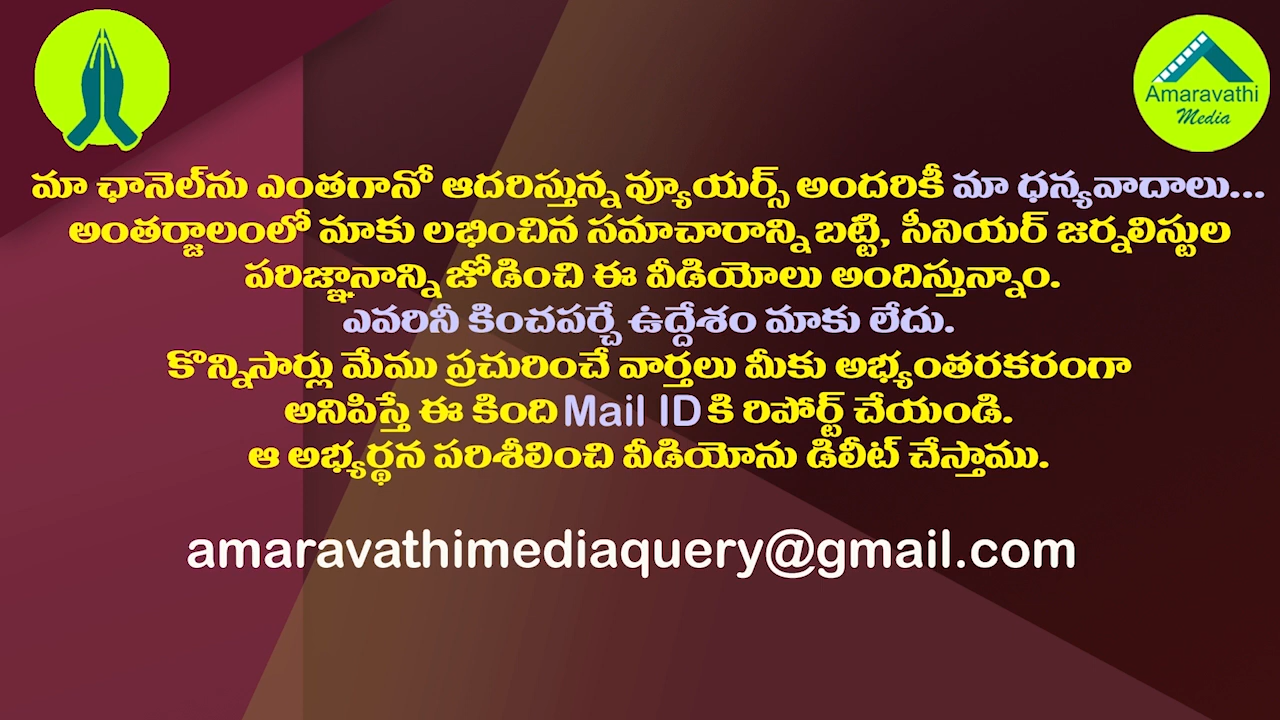 Amaravathi
Media
మా ఛానెల్‌ను ఎంతగానో ఆదరిస్తున్న వ్యూయర్స్ అందరికీ మా ధన్యవాదాలు...
అంతర్జాలంలో మాకు లభించిన సమాచారాన్ని బట్టి, సీనియర్ జర్నలిస్టుల
పరిజ్ఞానాన్ని జోడించి ఈ వీడియోలు అందిస్తున్నాం.
ఎవరినీ కించపర్చే ఉద్దేశం మాకు లేదు.
కొన్నిసార్లు మేము ప్రచురించే వార్తలు మీకు అభ్యంతరకరంగా
అనిపిస్తే ఈ కింది Mail ID కి రిపోర్ట్ చేయండి.
ఆ అభ్యర్థన పరిశీలించి వీడియోను డిలీట్ చేస్తాము.
amaravathimediaquery@gmail.com